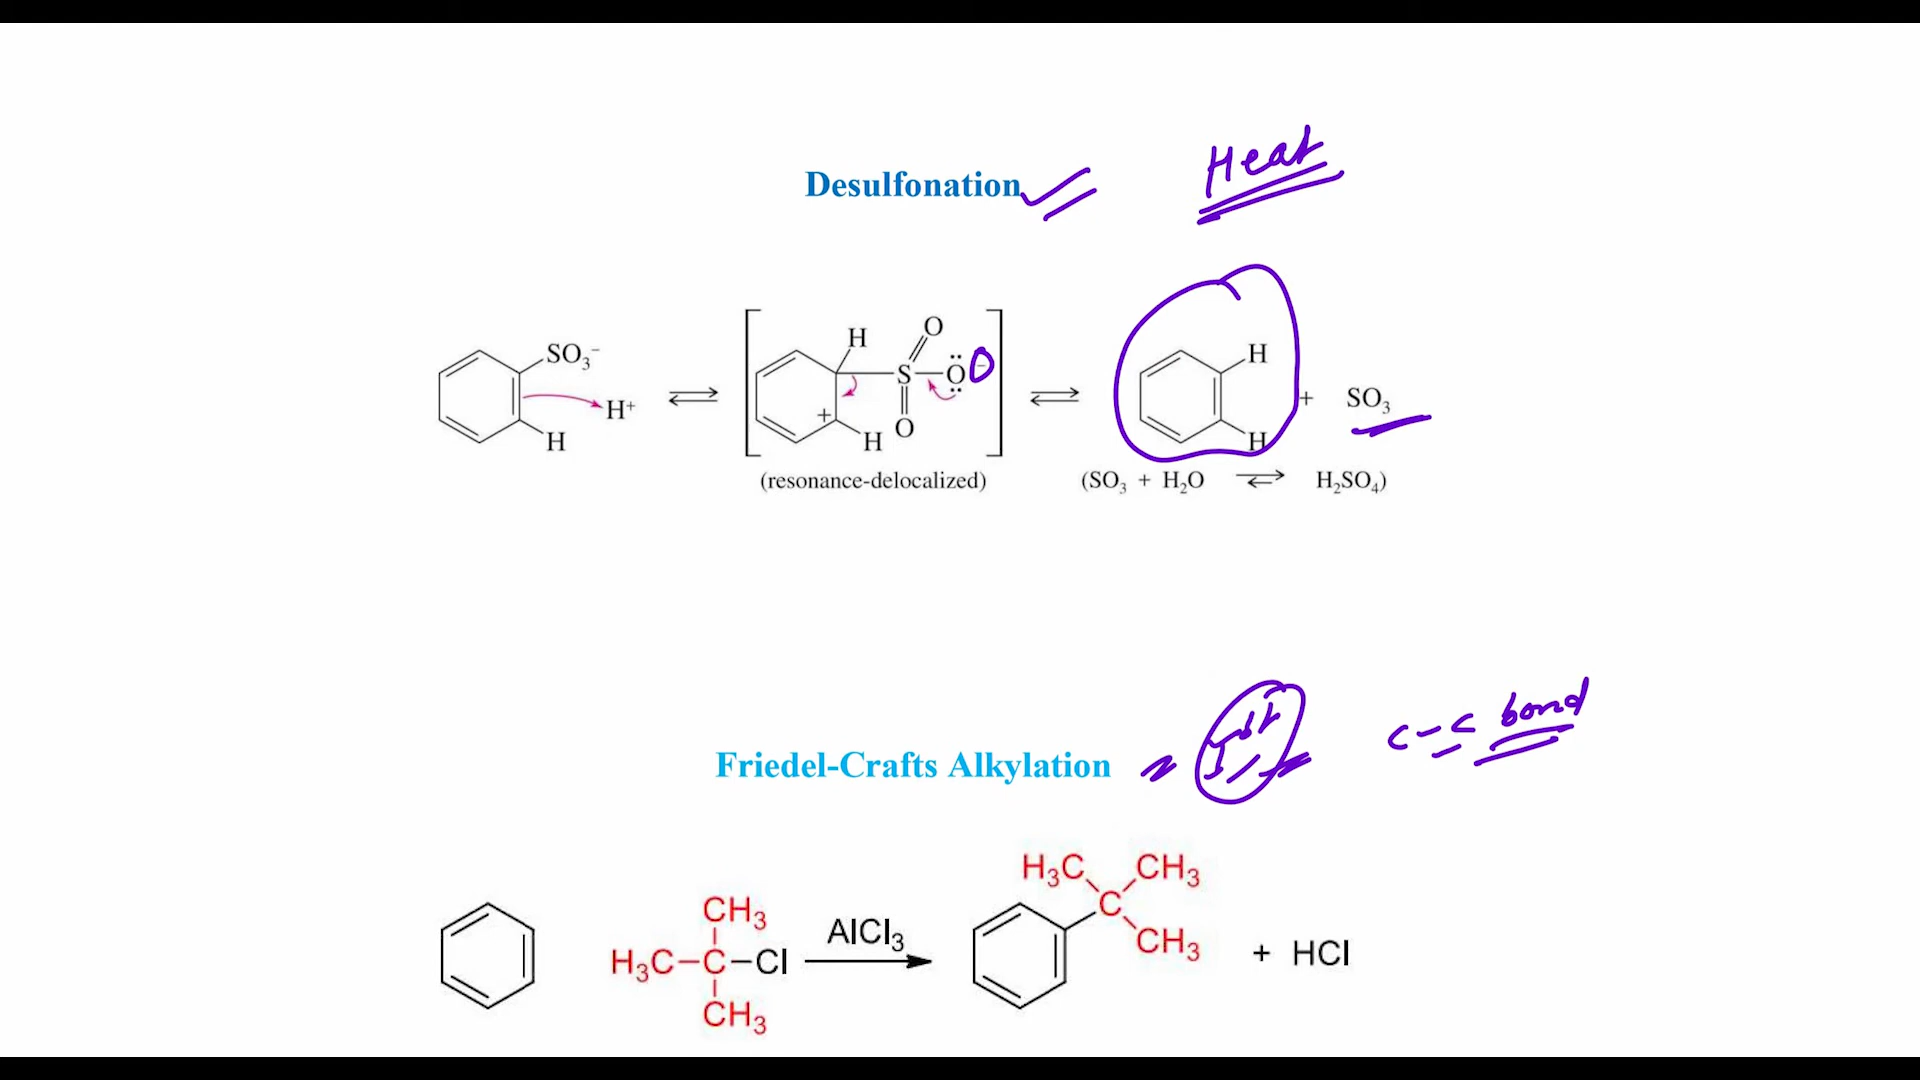 Desulfonation
Heat
SO₃⁻
H⁺
H
H
O
S
O
O
+
H
(resonance-delocalized)
H
H
+ SO₃
(SO₃ + H₂O ⇌ H₂SO₄)
Friedel-Crafts Alkylation
C-C bond
CH₃
H₃C-C-Cl
CH₃
AlCl₃
H₃C CH₃
C
CH₃
+ HCl